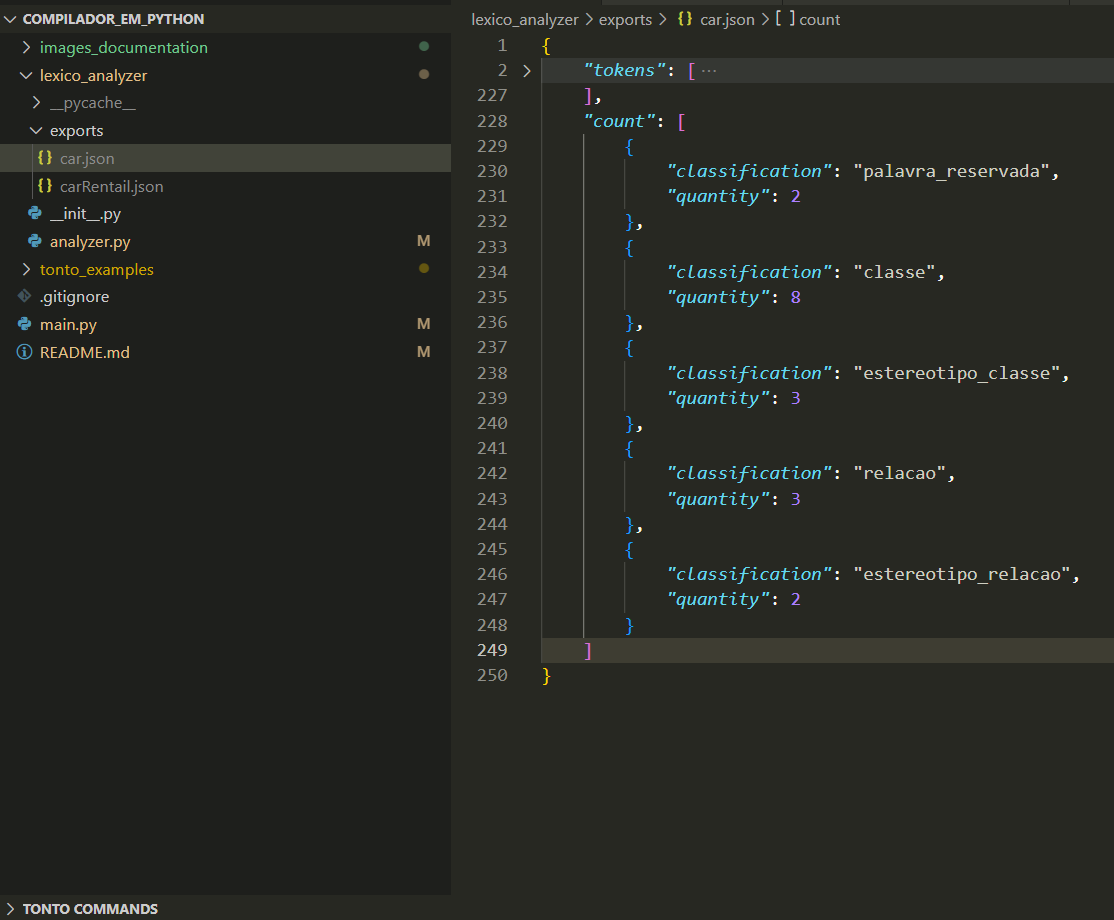 COMPILADOR_EM_PYTHON
images_documentation
lexico_analyzer
__pycache__
exports
{} car.json
{} carRentail.json
__init__.py
analyzer.py M
tonto_examples
.gitignore
main.py M
README.md M
TONTO COMMANDS
lexico_analyzer > exports > {} car.json > [ ] count
1 {
2 "tokens": [ ···
227 ],
228 "count": [
229 {
230 "classification": "palavra_reservada",
231 "quantity": 2
232 },
233 {
234 "classification": "classe",
235 "quantity": 8
236 },
237 {
238 "classification": "estereotipo_classe",
239 "quantity": 3
240 },
241 {
242 "classification": "relacao",
243 "quantity": 3
244 },
245 {
246 "classification": "estereotipo_relacao",
247 "quantity": 2
248 }
249 ]
250 }